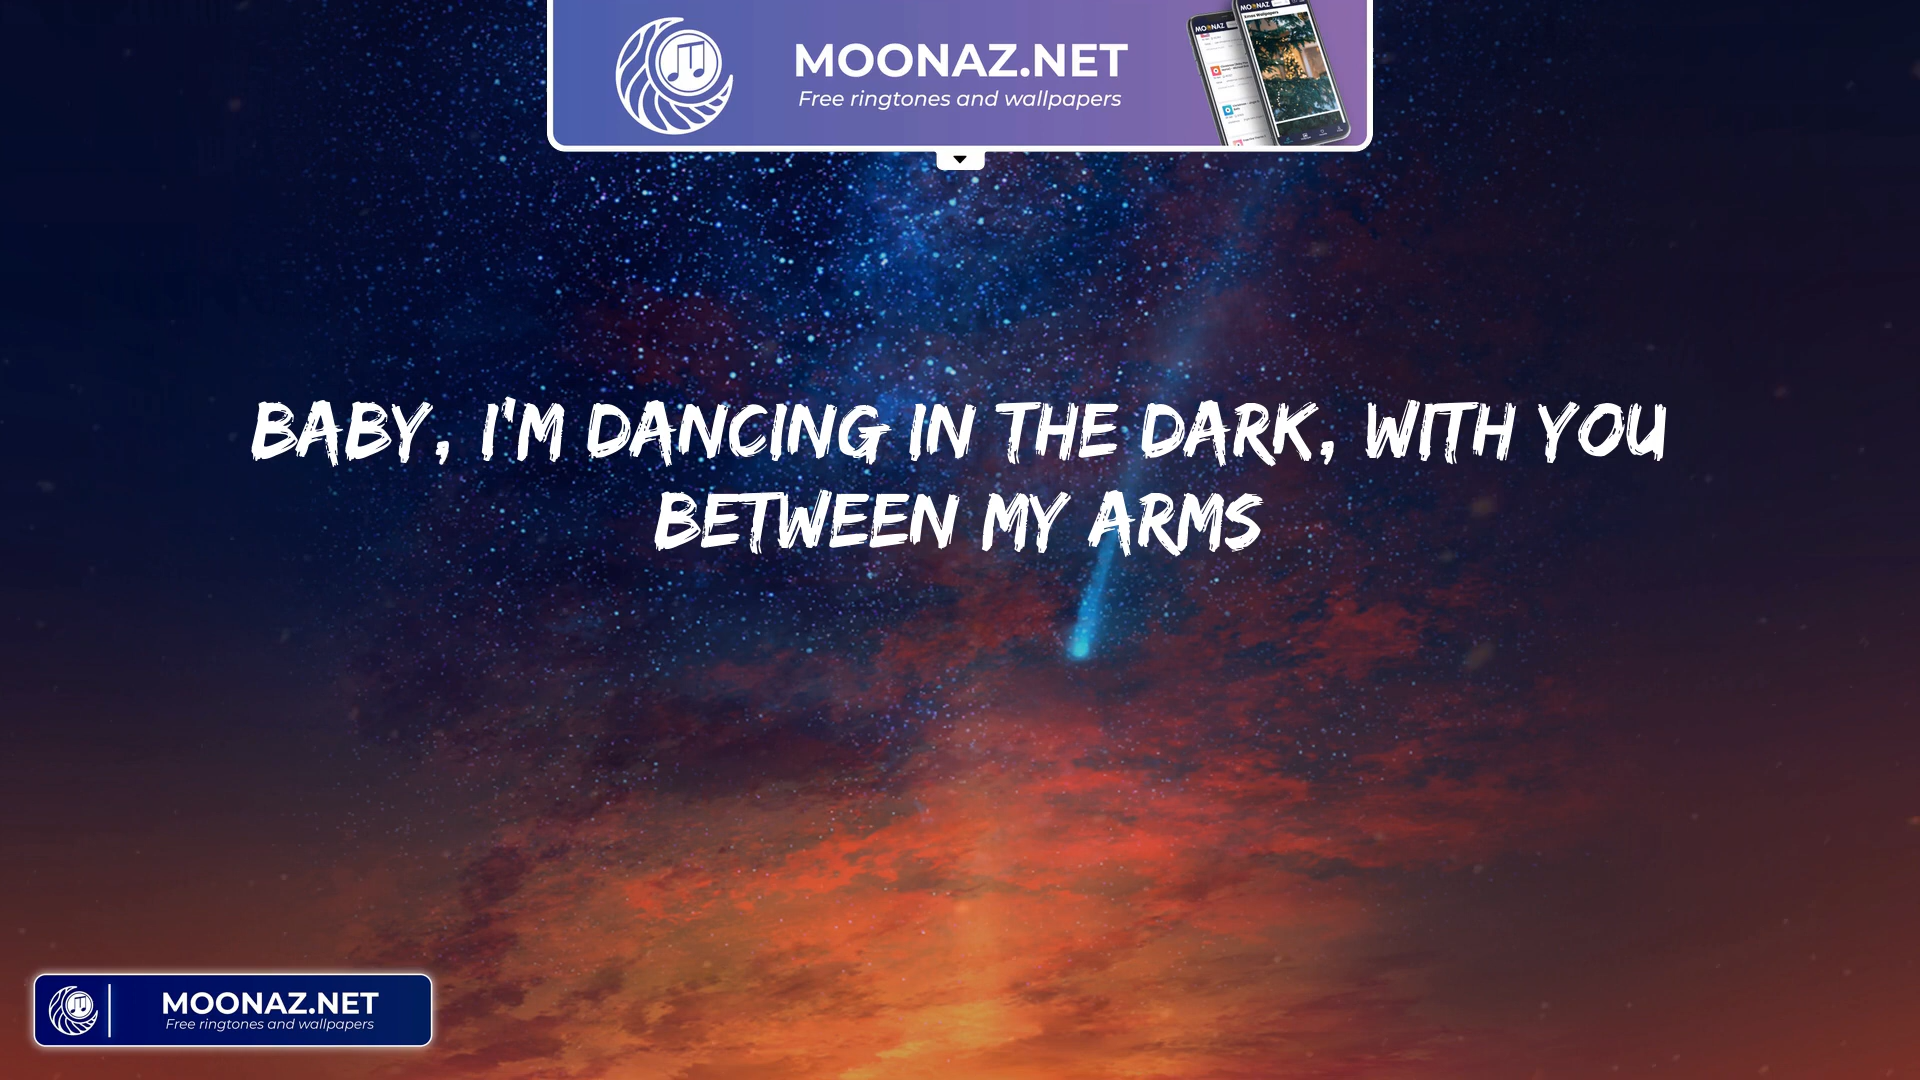 MOONAZ.NET
Free ringtones and wallpapers
BABY, I'M DANCING IN THE DARK, WITH YOU
BETWEEN MY ARMS
MOONAZ.NET
Free ringtones and wallpapers